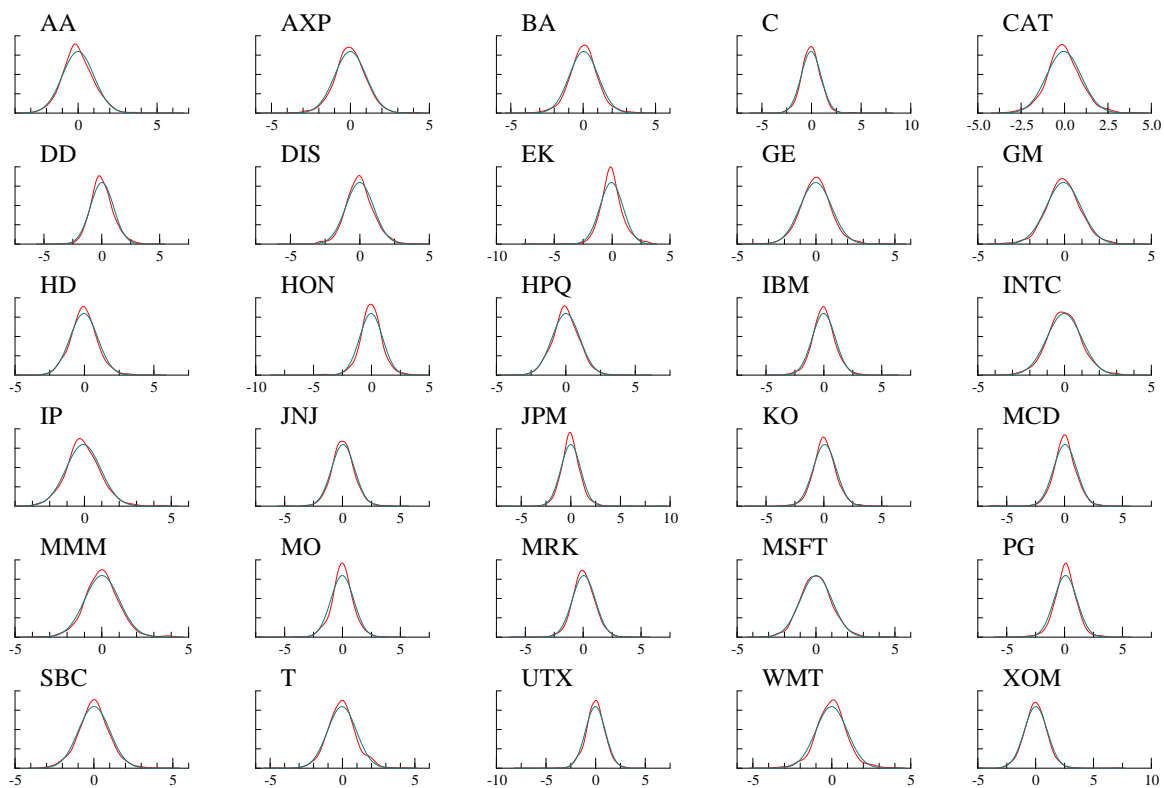 AA AXP BA C CAT
0 5 -5 0 5 -5 0 5 -5 0 5 10 -5.0 -2.5 0.0 2.5 5.0
DD DIS EK GE GM
-5 0 5 -5 0 5 -10 -5 0 5 -5 0 5 -5 0 5
HD HON HPQ IBM INTC
-5 0 5 -10 -5 0 5 -5 0 5 -5 0 5 -5 0 5
IP JNJ JPM KO MCD
0 5 -5 0 5 -5 0 5 10 -5 0 5 -5 0 5
MMM MO MRK MSFT PG
-5 0 5 -5 0 5 -5 0 5 -5 0 5 -5 0 5
SBC T UTX WMT XOM
-5 0 5 -5 0 5 -10 -5 0 5 -5 0 5 -5 0 5 10